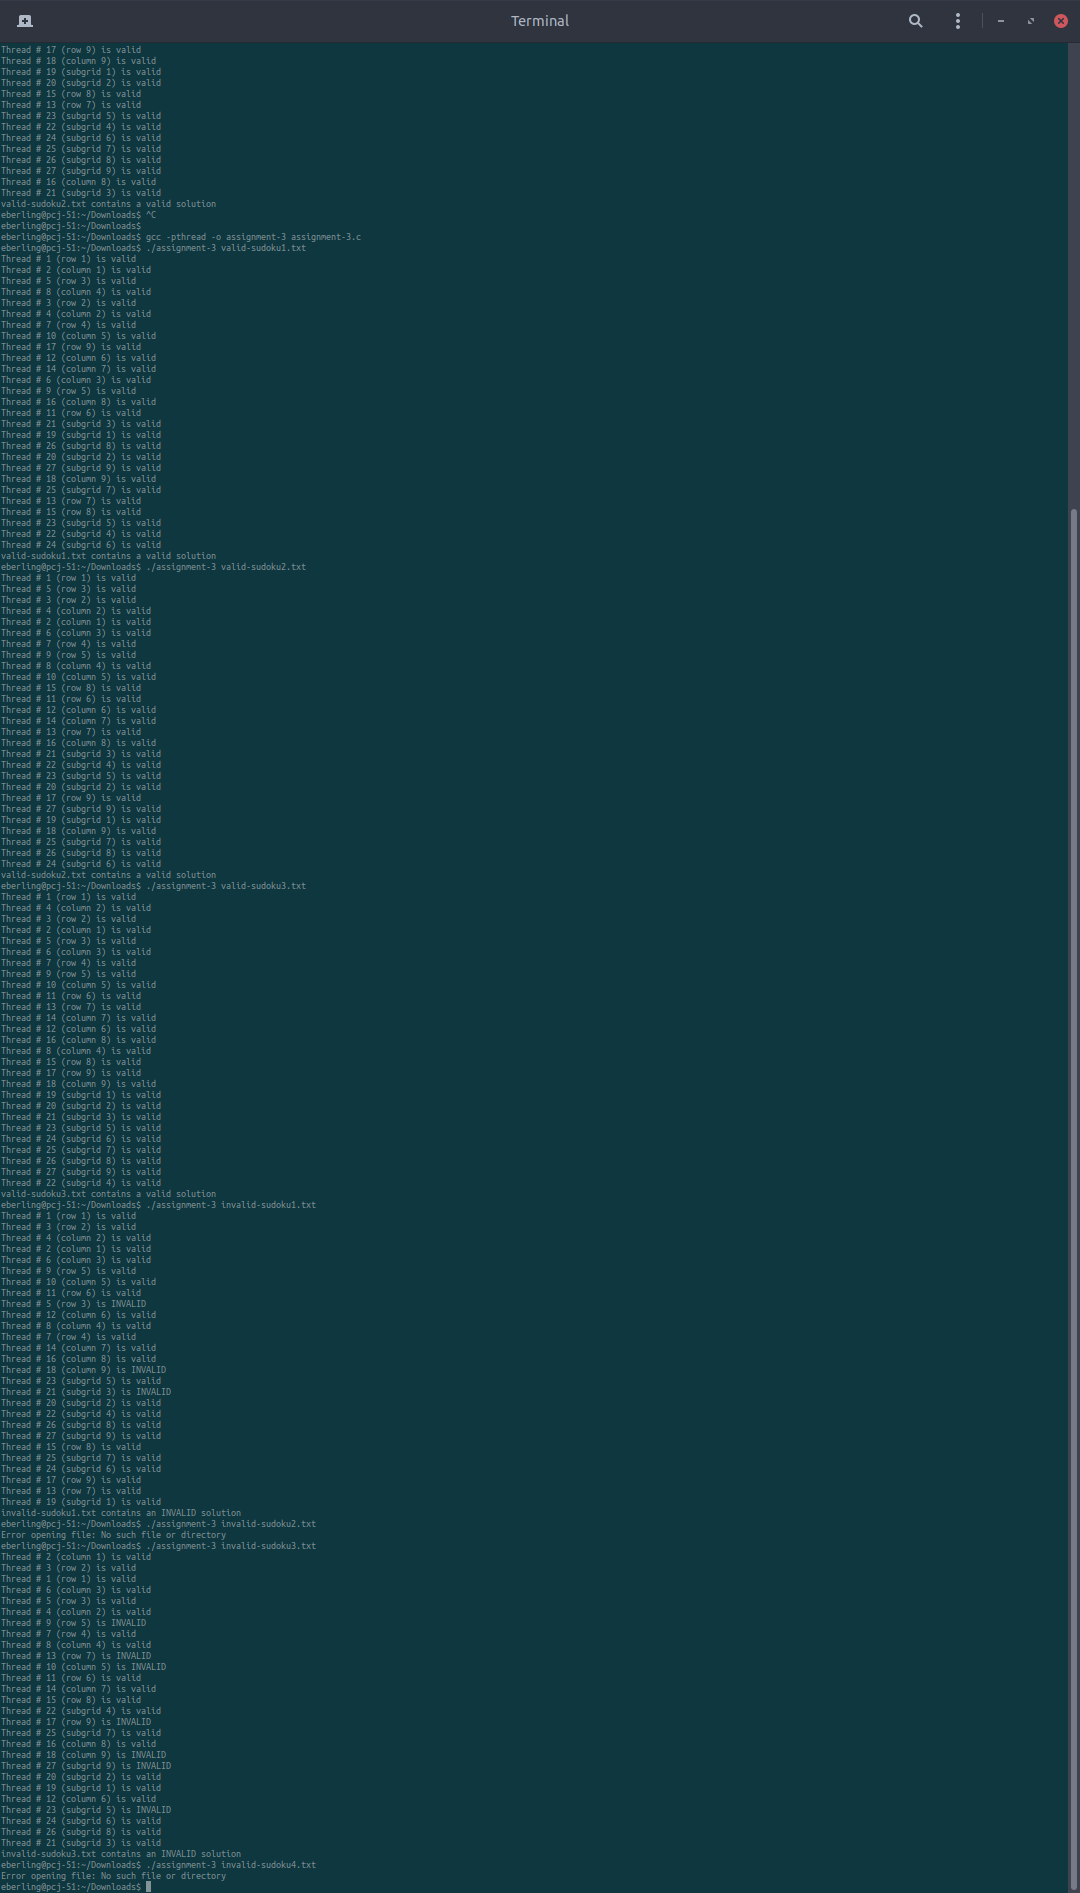 Terminal
Thread # 17 (row 9) is valid
Thread # 18 (column 9) is valid
Thread # 19 (subgrid 1) is valid
Thread # 20 (subgrid 2) is valid
Thread # 15 (row 8) is valid
Thread # 13 (row 7) is valid
Thread # 23 (subgrid 5) is valid
Thread # 22 (subgrid 4) is valid
Thread # 24 (subgrid 6) is valid
Thread # 25 (subgrid 7) is valid
Thread # 26 (subgrid 8) is valid
Thread # 27 (subgrid 9) is valid
Thread # 16 (column 8) is valid
Thread # 21 (subgrid 3) is valid
valid-sudoku2.txt contains a valid solution
eberling@pcj-51:~/Downloads$ ^C
eberling@pcj-51:~/Downloads$
eberling@pcj-51:~/Downloads$ gcc -pthread -o assignment-3 assignment-3.c
eberling@pcj-51:~/Downloads$ ./assignment-3 valid-sudoku1.txt
Thread # 1 (row 1) is valid
Thread # 2 (column 1) is valid
Thread # 5 (row 3) is valid
Thread # 8 (column 4) is valid
Thread # 3 (row 2) is valid
Thread # 4 (column 2) is valid
Thread # 7 (row 4) is valid
Thread # 10 (column 5) is valid
Thread # 17 (row 9) is valid
Thread # 12 (column 6) is valid
Thread # 14 (column 7) is valid
Thread # 6 (column 3) is valid
Thread # 9 (row 5) is valid
Thread # 16 (column 8) is valid
Thread # 11 (row 6) is valid
Thread # 21 (subgrid 3) is valid
Thread # 19 (subgrid 1) is valid
Thread # 26 (subgrid 8) is valid
Thread # 20 (subgrid 2) is valid
Thread # 27 (subgrid 9) is valid
Thread # 18 (column 9) is valid
Thread # 25 (subgrid 7) is valid
Thread # 13 (row 7) is valid
Thread # 15 (row 8) is valid
Thread # 23 (subgrid 5) is valid
Thread # 22 (subgrid 4) is valid
Thread # 24 (subgrid 6) is valid
valid-sudoku1.txt contains a valid solution
eberling@pcj-51:~/Downloads$ ./assignment-3 valid-sudoku2.txt
Thread # 1 (row 1) is valid
Thread # 5 (row 3) is valid
Thread # 3 (row 2) is valid
Thread # 4 (column 2) is valid
Thread # 2 (column 1) is valid
Thread # 6 (column 3) is valid
Thread # 7 (row 4) is valid
Thread # 9 (row 5) is valid
Thread # 8 (column 4) is valid
Thread # 10 (column 5) is valid
Thread # 15 (row 8) is valid
Thread # 11 (row 6) is valid
Thread # 12 (column 6) is valid
Thread # 14 (column 7) is valid
Thread # 13 (row 7) is valid
Thread # 16 (column 8) is valid
Thread # 21 (subgrid 3) is valid
Thread # 22 (subgrid 4) is valid
Thread # 23 (subgrid 5) is valid
Thread # 20 (subgrid 2) is valid
Thread # 17 (row 9) is valid
Thread # 27 (subgrid 9) is valid
Thread # 19 (subgrid 1) is valid
Thread # 18 (column 9) is valid
Thread # 25 (subgrid 7) is valid
Thread # 26 (subgrid 8) is valid
Thread # 24 (subgrid 6) is valid
valid-sudoku2.txt contains a valid solution
eberling@pcj-51:~/Downloads$ ./assignment-3 valid-sudoku3.txt
Thread # 1 (row 1) is valid
Thread # 4 (column 2) is valid
Thread # 3 (row 2) is valid
Thread # 2 (column 1) is valid
Thread # 5 (row 3) is valid
Thread # 6 (column 3) is valid
Thread # 7 (row 4) is valid
Thread # 9 (row 5) is valid
Thread # 10 (column 5) is valid
Thread # 11 (row 6) is valid
Thread # 13 (row 7) is valid
Thread # 14 (column 7) is valid
Thread # 12 (column 6) is valid
Thread # 16 (column 8) is valid
Thread # 8 (column 4) is valid
Thread # 15 (row 8) is valid
Thread # 17 (row 9) is valid
Thread # 18 (column 9) is valid
Thread # 19 (subgrid 1) is valid
Thread # 20 (subgrid 2) is valid
Thread # 21 (subgrid 3) is valid
Thread # 23 (subgrid 5) is valid
Thread # 24 (subgrid 6) is valid
Thread # 25 (subgrid 7) is valid
Thread # 26 (subgrid 8) is valid
Thread # 27 (subgrid 9) is valid
Thread # 22 (subgrid 4) is valid
valid-sudoku3.txt contains a valid solution
eberling@pcj-51:~/Downloads$ ./assignment-3 invalid-sudoku1.txt
Thread # 1 (row 1) is valid
Thread # 3 (row 2) is valid
Thread # 4 (column 2) is valid
Thread # 2 (column 1) is valid
Thread # 6 (column 3) is valid
Thread # 9 (row 5) is valid
Thread # 10 (column 5) is valid
Thread # 11 (row 6) is valid
Thread # 5 (row 3) is INVALID
Thread # 12 (column 6) is valid
Thread # 8 (column 4) is valid
Thread # 7 (row 4) is valid
Thread # 14 (column 7) is valid
Thread # 16 (column 8) is valid
Thread # 18 (column 9) is INVALID
Thread # 23 (subgrid 5) is valid
Thread # 21 (subgrid 3) is INVALID
Thread # 20 (subgrid 2) is valid
Thread # 22 (subgrid 4) is valid
Thread # 26 (subgrid 8) is valid
Thread # 27 (subgrid 9) is valid
Thread # 15 (row 8) is valid
Thread # 25 (subgrid 7) is valid
Thread # 24 (subgrid 6) is valid
Thread # 17 (row 9) is valid
Thread # 13 (row 7) is valid
Thread # 19 (subgrid 1) is valid
invalid-sudoku1.txt contains an INVALID solution
eberling@pcj-51:~/Downloads$ ./assignment-3 invalid-sudoku2.txt
Error opening file: No such file or directory
eberling@pcj-51:~/Downloads$ ./assignment-3 invalid-sudoku3.txt
Thread # 2 (column 1) is valid
Thread # 3 (row 2) is valid
Thread # 1 (row 1) is valid
Thread # 6 (column 3) is valid
Thread # 5 (row 3) is valid
Thread # 4 (column 2) is valid
Thread # 9 (row 5) is INVALID
Thread # 7 (row 4) is valid
Thread # 8 (column 4) is valid
Thread # 13 (row 7) is INVALID
Thread # 10 (column 5) is INVALID
Thread # 11 (row 6) is valid
Thread # 14 (column 7) is valid
Thread # 15 (row 8) is valid
Thread # 22 (subgrid 4) is valid
Thread # 17 (row 9) is INVALID
Thread # 25 (subgrid 7) is valid
Thread # 16 (column 8) is valid
Thread # 18 (column 9) is INVALID
Thread # 27 (subgrid 9) is INVALID
Thread # 20 (subgrid 2) is valid
Thread # 19 (subgrid 1) is valid
Thread # 12 (column 6) is valid
Thread # 23 (subgrid 5) is INVALID
Thread # 24 (subgrid 6) is valid
Thread # 26 (subgrid 8) is valid
Thread # 21 (subgrid 3) is valid
invalid-sudoku3.txt contains an INVALID solution
eberling@pcj-51:~/Downloads$ ./assignment-3 invalid-sudoku4.txt
Error opening file: No such file or directory
eberling@pcj-51:~/Downloads$